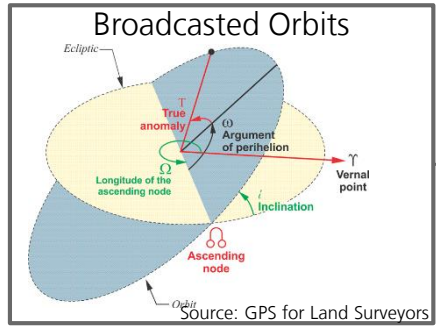 Broadcasted Orbits
Ecliptic
T
True
anomaly
ω
Argument
of perihelion
♈
Vernal
point
Ω
Longitude of the
ascending node
i
Inclination
☊
Ascending
node
Orbit
Source: GPS for Land Surveyors